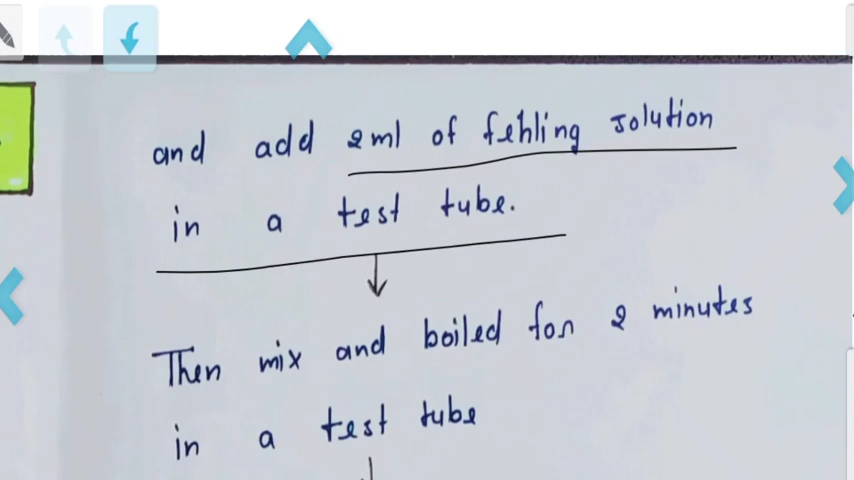 and add 2ml of fehling solution
in a test tube.
Then mix and boiled for 2 minutes
in a test tube